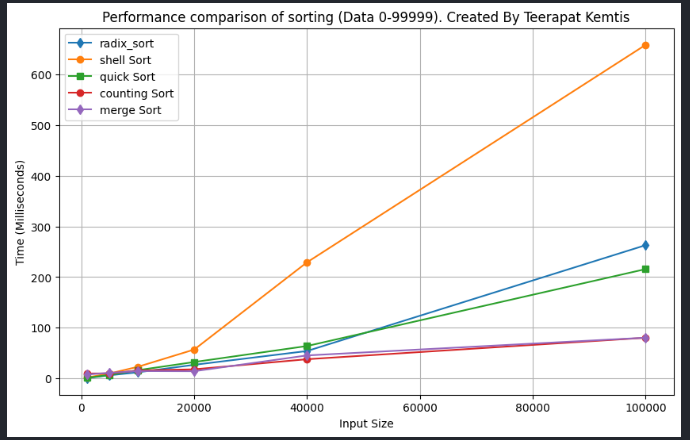 Performance comparison of sorting (Data 0-99999). Created By Teerapat Kemtis
radix_sort
shell Sort
quick Sort
counting Sort
merge Sort
Time (Milliseconds)
600
500
400
300
200
100
0
0 20000 40000 60000 80000 100000
Input Size